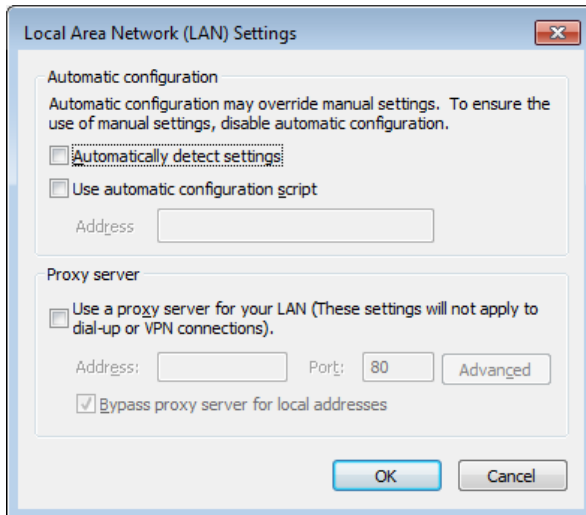 Local Area Network (LAN) Settings
Automatic configuration
Automatic configuration may override manual settings. To ensure the
use of manual settings, disable automatic configuration.
Automatically detect settings
Use automatic configuration script
Address
Proxy server
Use a proxy server for your LAN (These settings will not apply to
dial-up or VPN connections).
Address: Port: 80 Advanced
Bypass proxy server for local addresses
OK Cancel